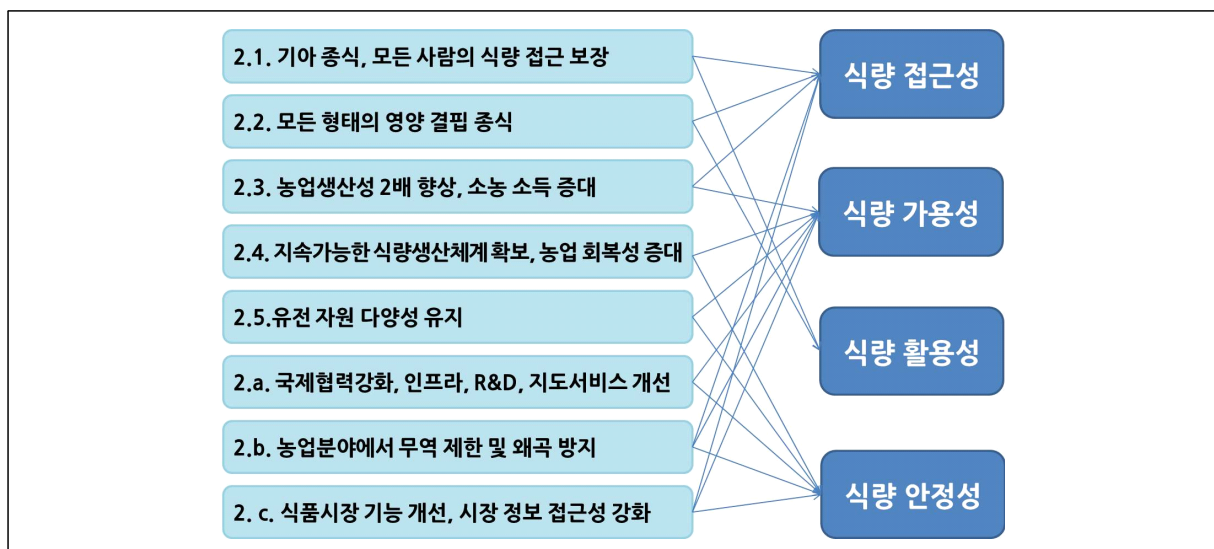 2.1. 기아 종식, 모든 사람의 식량 접근 보장
2.2. 모든 형태의 영양 결핍 종식
2.3. 농업생산성 2배 향상, 소농 소득 증대
2.4. 지속가능한 식량생산체계 확보, 농업 회복성 증대
2.5.유전 자원 다양성 유지
2.a. 국제협력강화, 인프라, R&D, 지도서비스 개선
2.b. 농업분야에서 무역 제한 및 왜곡 방지
2. c. 식품시장 기능 개선, 시장 정보 접근성 강화
식량 접근성
식량 가용성
식량 활용성
식량 안정성